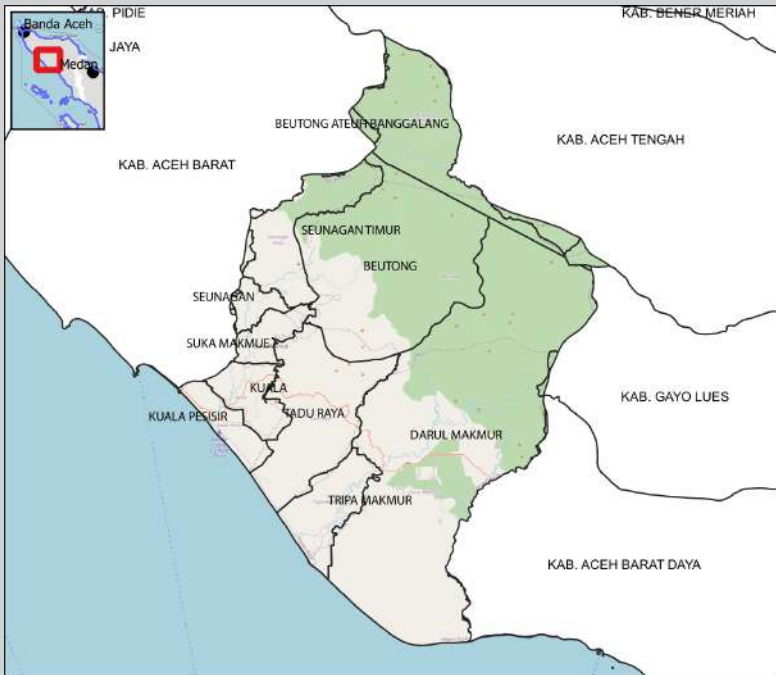 KAB. PIDIE
JAYA
Banda Aceh
Medan
KAB. BENER MERIAH
BEUTONG ATEUH BANGGALANG
KAB. ACEH TENGAH
KAB. ACEH BARAT
SEUNAGAN TIMUR
BEUTONG
SEUNAGAN
SUKA MAKMUE
KUALA
KAB. GAYO LUES
KUALA PESISIR
TADU RAYA
DARUL MAKMUR
TRIPA MAKMUR
KAB. ACEH BARAT DAYA